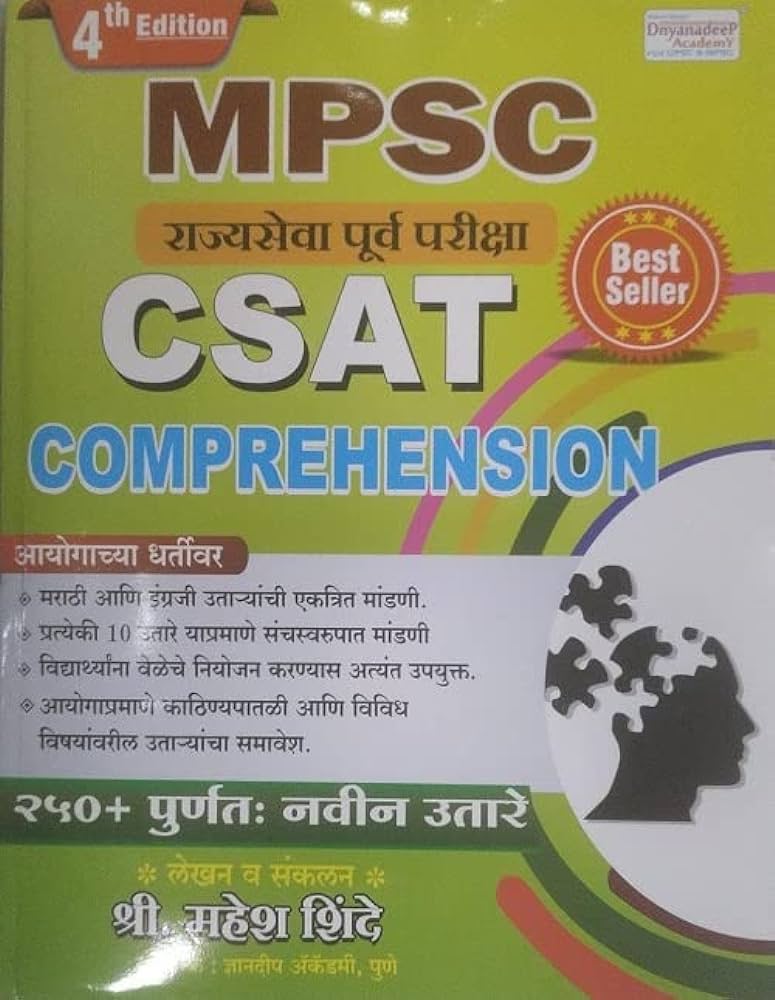 4th Edition
DnyanadeeP
AcademY
MPSC
राज्यसेवा पूर्व परीक्षा
Best
Seller
CSAT
COMPREHENSION
आयोगाच्या धर्तीवर
मराठी आणि इंग्रजी उताऱ्यांची एकत्रित मांडणी.
प्रत्येकी 10 उतारे याप्रमाणे संचस्वरुपात मांडणी
विद्यार्थ्यांना वेळेचे नियोजन करण्यास अत्यंत उपयुक्त.
आयोगाप्रमाणे काठिण्यपातळी आणि विविध
विषयांवरील उताऱ्यांचा समावेश.
२५०+ पुर्णतः नवीन उतारे
* लेखन व संकलन *
श्री. महेश शिंदे
: ज्ञानदीप ॲकॅडमी, पुणे